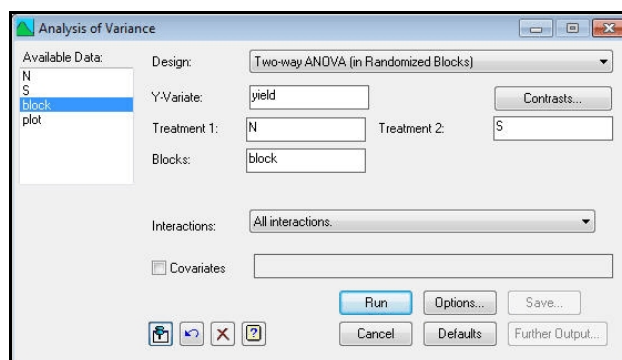 Analysis of Variance
Available Data:
N
S
block
plot
Design:
Two-way ANOVA (in Randomized Blocks)
Y-Variate:
yield
Contrasts...
Treatment 1:
N
Treatment 2:
S
Blocks:
block
Interactions:
All interactions.
Covariates
Run
Options...
Save...
Cancel
Defaults
Further Output...